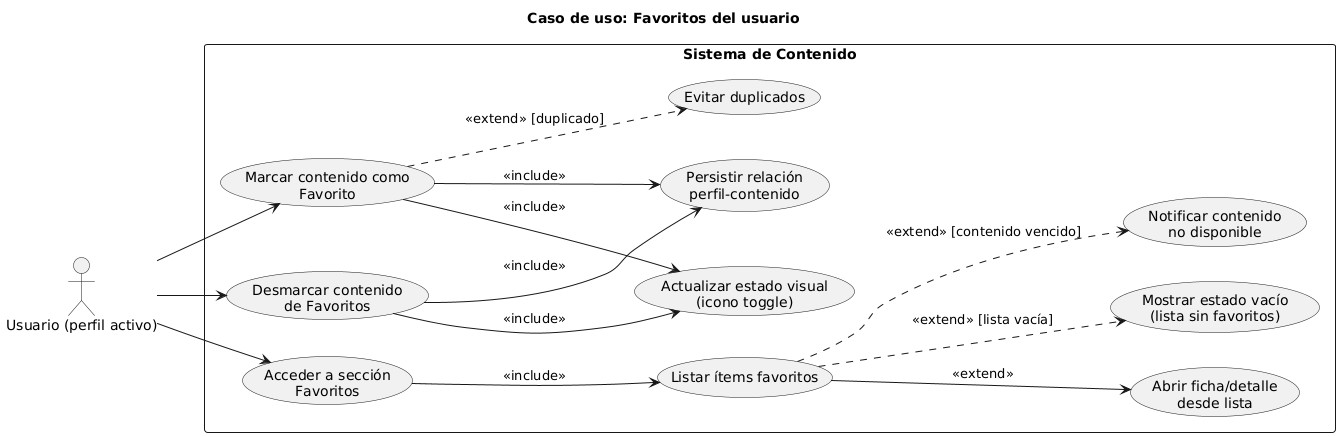 Caso de uso: Favoritos del usuario
Sistema de Contenido
Evitar duplicados
«extend» [duplicado]
Marcar contenido como
Favorito
«include»
Persistir relación
perfil-contenido
«include»
«extend» [contenido vencido]
Notificar contenido
no disponible
«include»
Desmarcar contenido
de Favoritos
Actualizar estado visual
(icono toggle)
«include»
Usuario (perfil activo)
«extend» [lista vacía]
Mostrar estado vacío
(lista sin favoritos)
Acceder a sección
Favoritos
«include»
Listar ítems favoritos
«extend»
Abrir ficha/detalle
desde lista